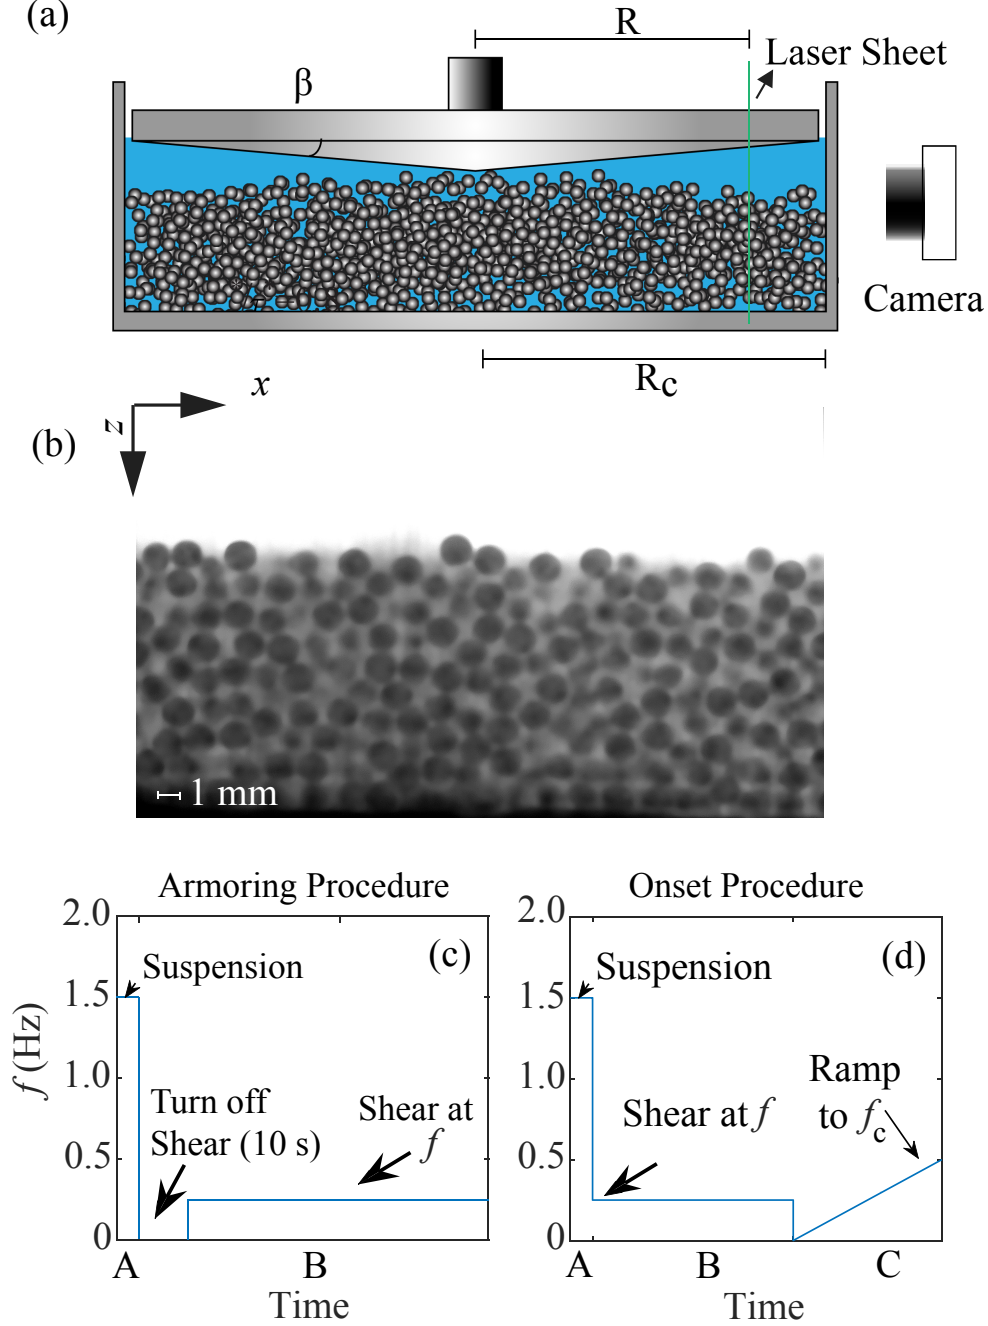 (a)
R
Laser Sheet
β
Camera
R_C
x
z
(b)
1 mm
Armoring Procedure
Onset Procedure
2.0
1.5
1.0
0.5
0
f (Hz)
(c)
Suspension
Turn off
Shear (10 s)
Shear at
f
A
B
Time
2.0
1.5
1.0
0.5
0
(d)
Suspension
Shear at f
Ramp
to f_c
A
B
C
Time